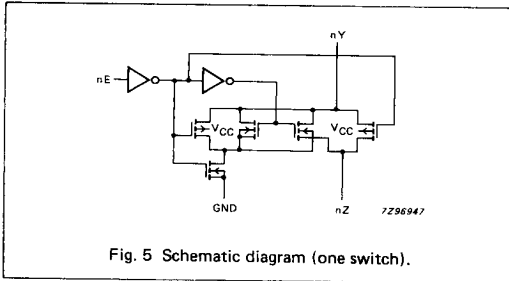 nY
nE
VCC VCC
GND nZ 7Z96947
Fig. 5 Schematic diagram (one switch).